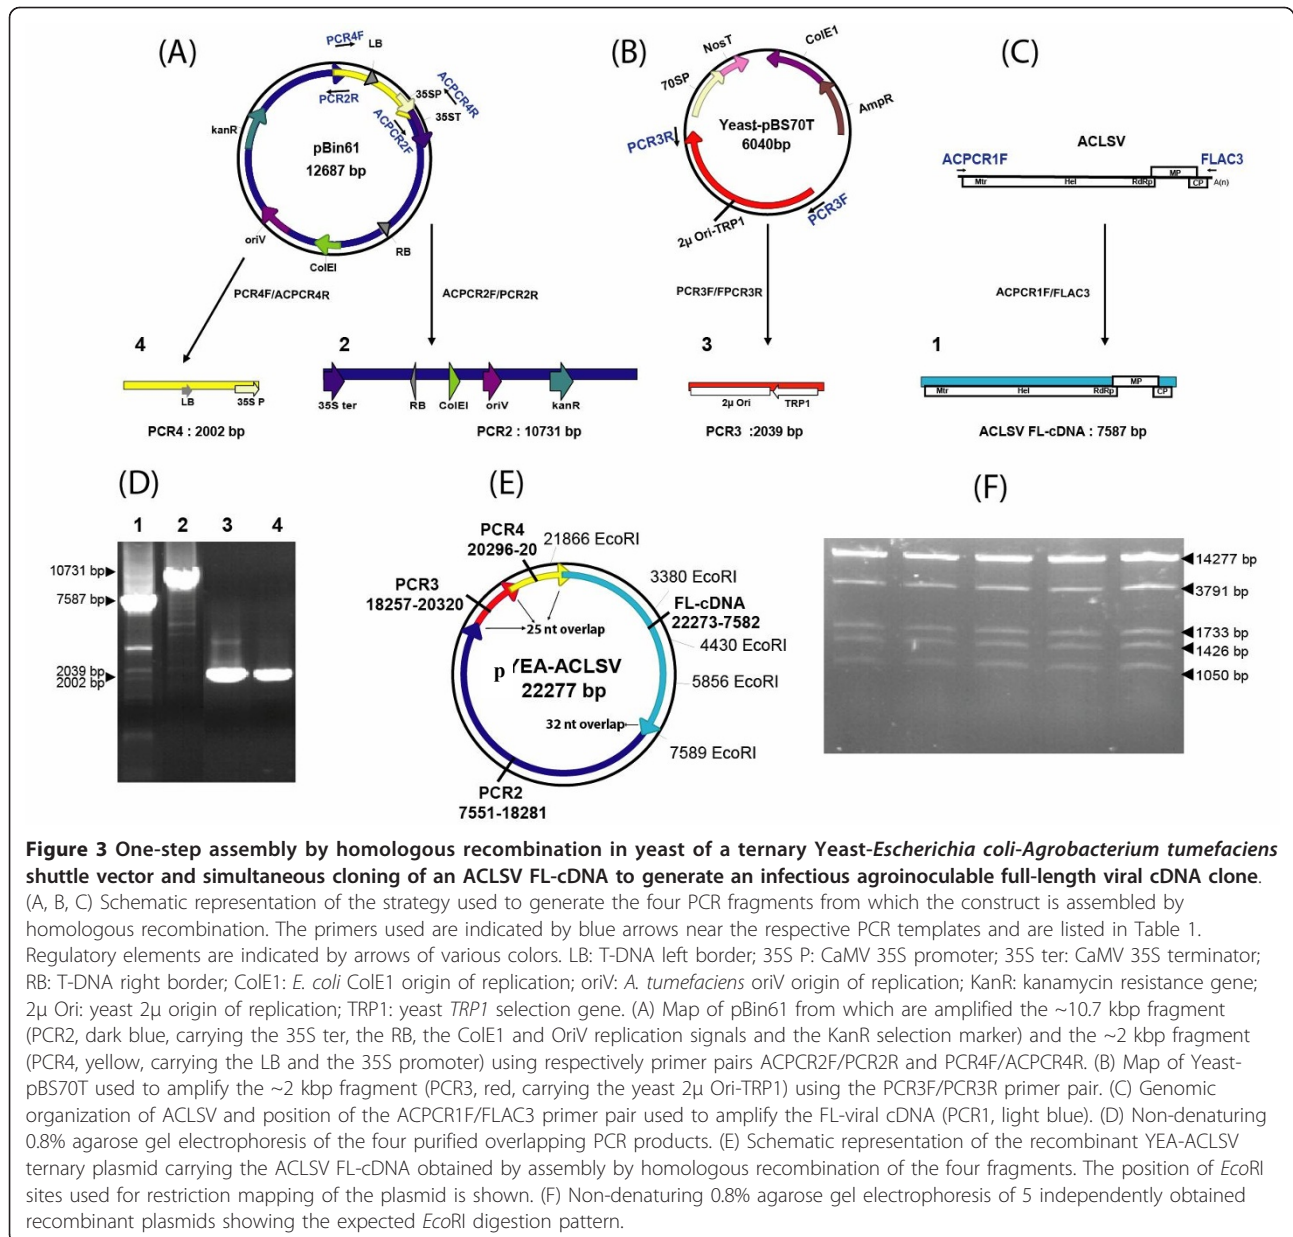 (A)
PCR4F
LB
PCR2R
35SP
ACPCR4R
35ST
ACPCR2F
kanR
pBin61
12687 bp
oriV
ColEI
RB
PCR4F/ACPCR4R
ACPCR2F/PCR2R
(B)
NosT
ColE1
70SP
AmpR
Yeast-pBS70T
6040bp
PCR3R
PCR3F
2µ Ori-TRP1
PCR3F/FPCR3R
(C)
ACLSV
ACPCR1F
FLAC3
MP
Mtr
Hel
RdRp
CP
A(n)
ACPCR1F/FLAC3
4
LB
35S P
PCR4 : 2002 bp
2
35S ter
RB
ColEI
oriV
kanR
PCR2 : 10731 bp
3
2µ Ori
TRP1
PCR3 :2039 bp
1
MP
Mtr
Hel
RdRp
CP
ACLSV FL-cDNA : 7587 bp
(D)
1 2 3 4
10731 bp
7587 bp
2039 bp
2002 bp
(E)
PCR4
20296-20
21866 EcoRI
PCR3
18257-20320
3380 EcoRI
FL-cDNA
22273-7582
25 nt overlap
4430 EcoRI
p YEA-ACLSV
22277 bp
5856 EcoRI
32 nt overlap
7589 EcoRI
PCR2
7551-18281
(F)
14277 bp
3791 bp
1733 bp
1426 bp
1050 bp
Figure 3 One-step assembly by homologous recombination in yeast of a ternary Yeast-Escherichia coli-Agrobacterium tumefaciens
shuttle vector and simultaneous cloning of an ACLSV FL-cDNA to generate an infectious agroinoculable full-length viral cDNA clone.
(A, B, C) Schematic representation of the strategy used to generate the four PCR fragments from which the construct is assembled by
homologous recombination. The primers used are indicated by blue arrows near the respective PCR templates and are listed in Table 1.
Regulatory elements are indicated by arrows of various colors. LB: T-DNA left border; 35S P: CaMV 35S promoter; 35S ter: CaMV 35S terminator;
RB: T-DNA right border; ColE1: E. coli ColE1 origin of replication; oriV: A. tumefaciens oriV origin of replication; KanR: kanamycin resistance gene;
2µ Ori: yeast 2µ origin of replication; TRP1: yeast TRP1 selection gene. (A) Map of pBin61 from which are amplified the ~10.7 kbp fragment
(PCR2, dark blue, carrying the 35S ter, the RB, the ColE1 and OriV replication signals and the KanR selection marker) and the ~2 kbp fragment
(PCR4, yellow, carrying the LB and the 35S promoter) using respectively primer pairs ACPCR2F/PCR2R and PCR4F/ACPCR4R. (B) Map of Yeast-
pBS70T used to amplify the ~2 kbp fragment (PCR3, red, carrying the yeast 2µ Ori-TRP1) using the PCR3F/PCR3R primer pair. (C) Genomic
organization of ACLSV and position of the ACPCR1F/FLAC3 primer pair used to amplify the FL-viral cDNA (PCR1, light blue). (D) Non-denaturing
0.8% agarose gel electrophoresis of the four purified overlapping PCR products. (E) Schematic representation of the recombinant YEA-ACLSV
ternary plasmid carrying the ACLSV FL-cDNA obtained by assembly by homologous recombination of the four fragments. The position of EcoRI
sites used for restriction mapping of the plasmid is shown. (F) Non-denaturing 0.8% agarose gel electrophoresis of 5 independently obtained
recombinant plasmids showing the expected EcoRI digestion pattern.